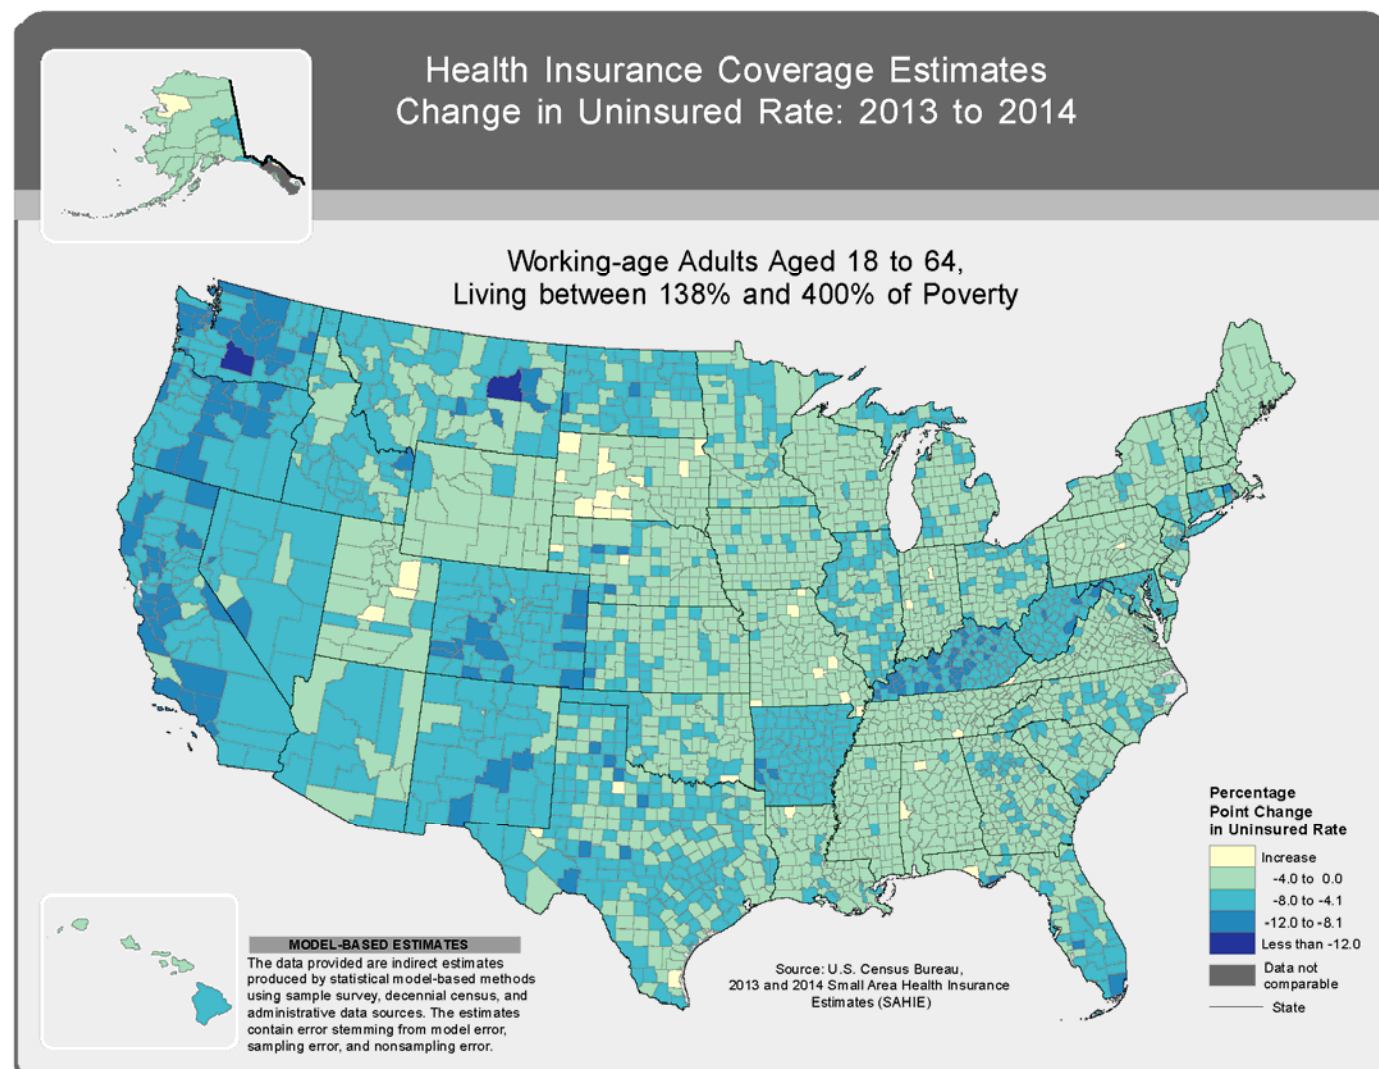 Health Insurance Coverage Estimates
Change in Uninsured Rate: 2013 to 2014
Working-age Adults Aged 18 to 64,
Living between 138% and 400% of Poverty
Percentage
Point Change
in Uninsured Rate
Increase
-4.0 to 0.0
-8.0 to -4.1
-12.0 to -8.1
Less than -12.0
Data not
comparable
State
MODEL-BASED ESTIMATES
The data provided are indirect estimates
produced by statistical model-based methods
using sample survey, decennial census, and
administrative data sources. The estimates
contain error stemming from model error,
sampling error, and nonsampling error.
Source: U.S. Census Bureau,
2013 and 2014 Small Area Health Insurance
Estimates (SAHIE)